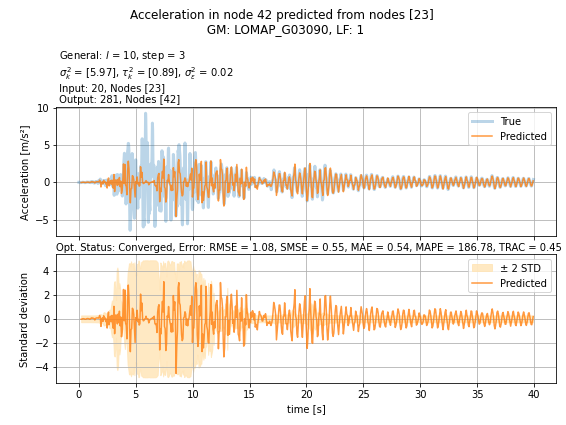 Acceleration in node 42 predicted from nodes [23]
GM: LOMAP_G03090, LF: 1
General: l = 10, step = 3
σ²ₖ = [5.97], τ²ₖ = [0.89], σ²ε = 0.02
Input: 20, Nodes [23]
Output: 281, Nodes [42]
10
5
0
−5
Acceleration [m/s²]
True
Predicted
Opt. Status: Converged, Error: RMSE = 1.08, SMSE = 0.55, MAE = 0.54, MAPE = 186.78, TRAC = 0.45
4
2
0
−2
−4
Standard deviation
± 2 STD
Predicted
0 5 10 15 20 25 30 35 40
time [s]